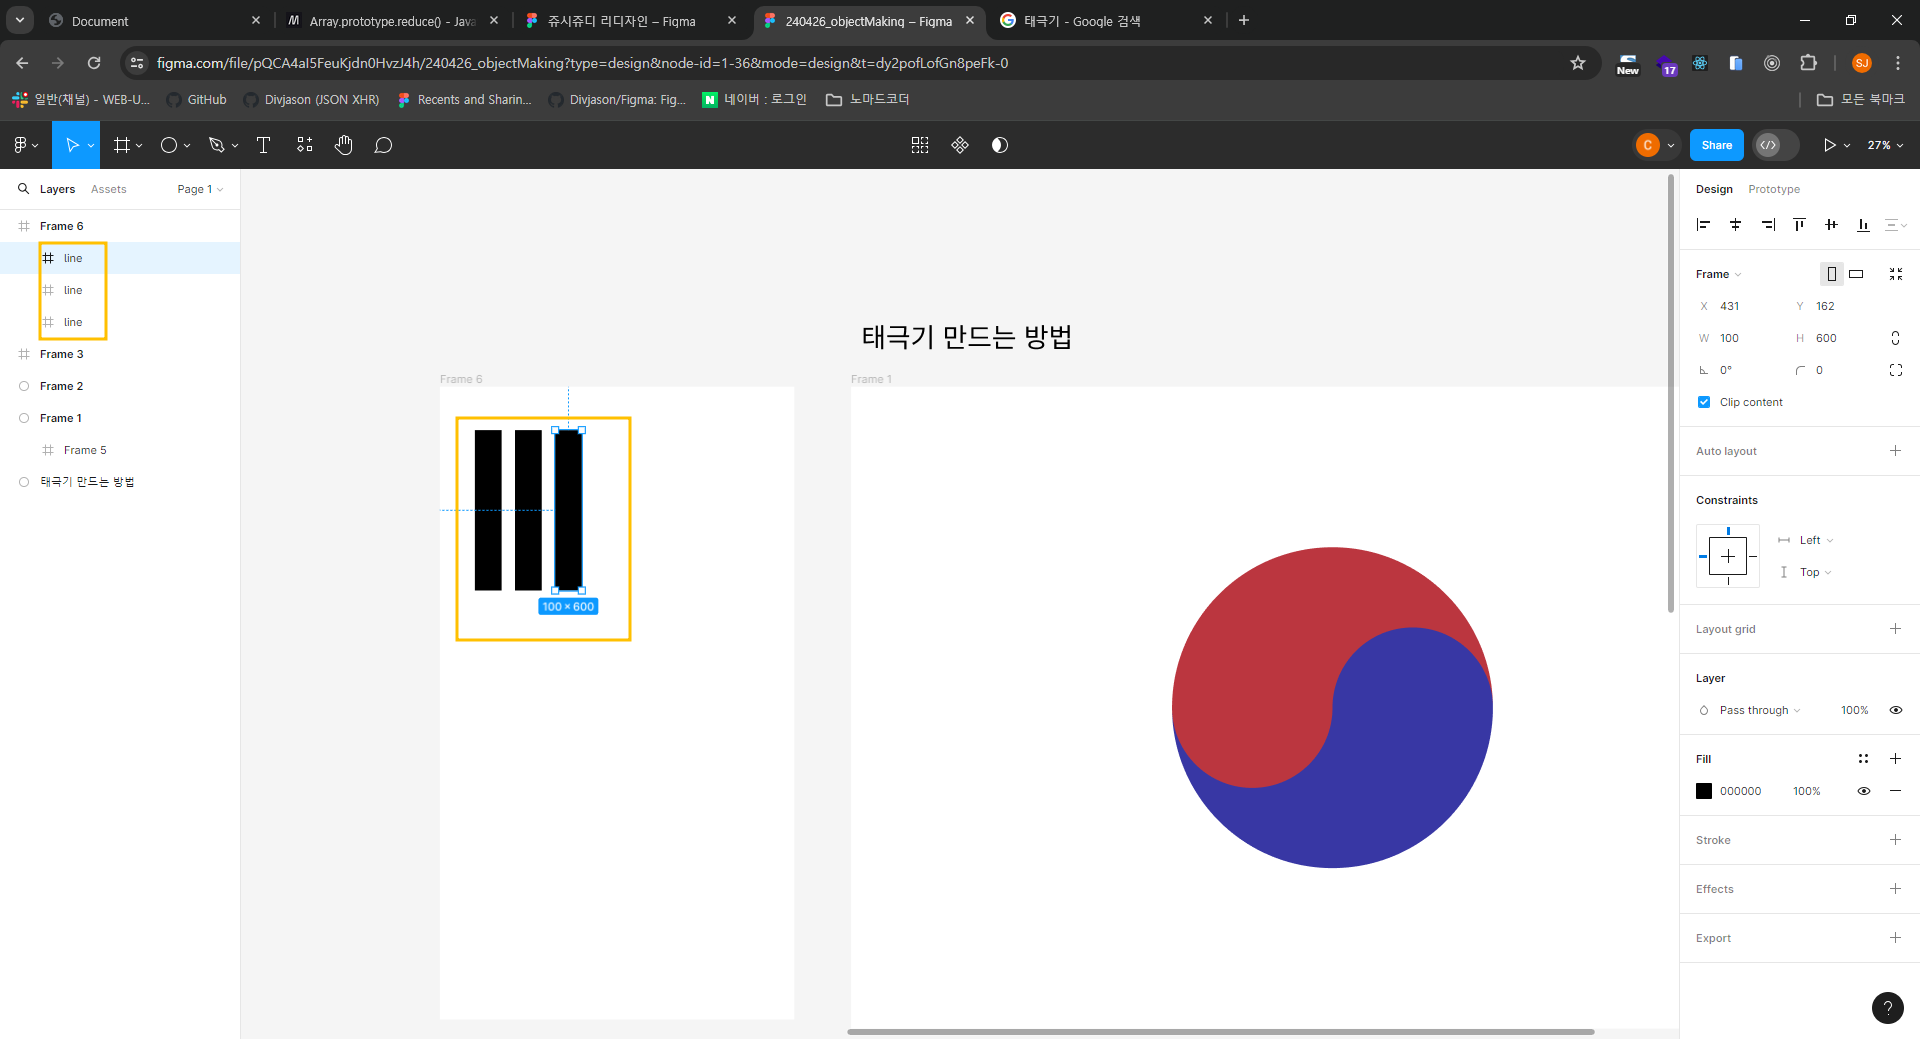 Document
Array.prototype.reduce() - Java
쥬시쥬디 리디자인 – Figma
240426_objectMaking – Figma
태극기 - Google 검색
figma.com/file/pQCA4aI5FeuKjdn0HvzJ4h/240426_objectMaking?type=design&node-id=1-36&mode=design&t=dy2pofLofGn8peFk-0
New
17
SJ
일반(채널) - WEB-U...
GitHub
Divjason (JSON XHR)
Recents and Sharin...
Divjason/Figma: Fig...
N
네이버 : 로그인
노마드코더
모든 북마크
C
Share
27%
Layers
Assets
Page 1
Design
Prototype
Frame 6
line
line
line
Frame 3
Frame 2
Frame 1
Frame 5
태극기 만드는 방법
태극기 만드는 방법
Frame 6
Frame 1
100 × 600
Frame
X 431
Y 162
W 100
H 600
0°
0
Clip content
Auto layout
Constraints
Left
Top
Layout grid
Layer
Pass through
100%
Fill
000000
100%
Stroke
Effects
Export
?